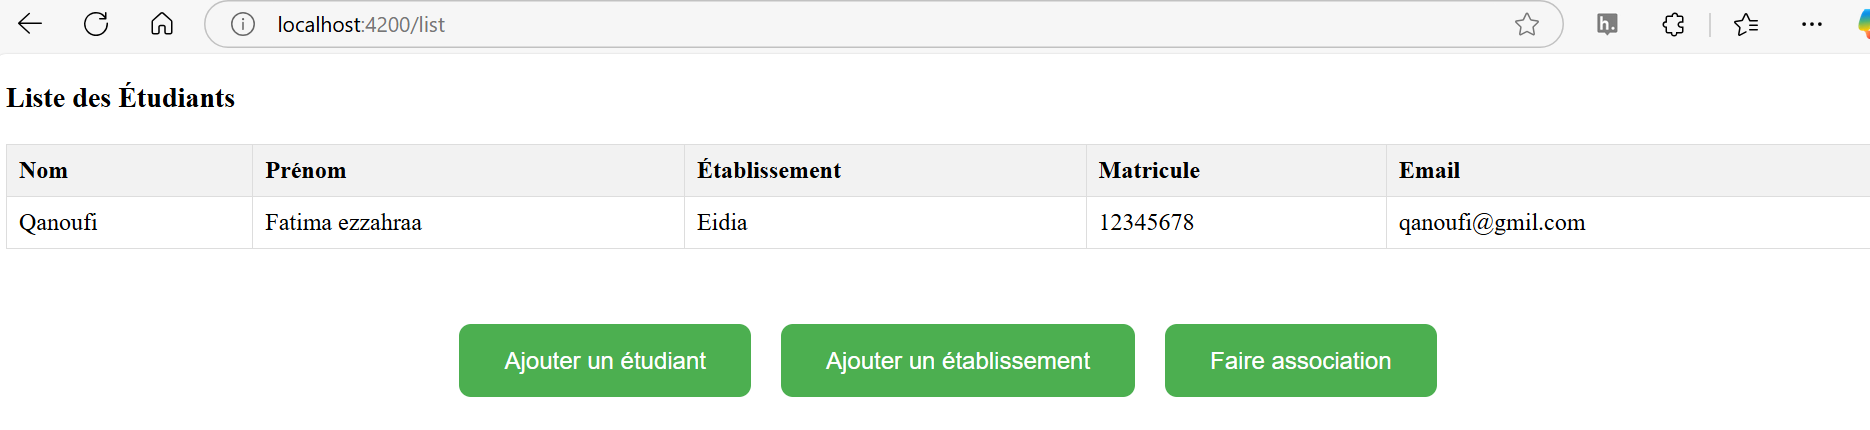 localhost:4200/list
h.
Liste des Étudiants
Nom Prénom Établissement Matricule Email
Qanoufi Fatima ezzahraa Eidia 12345678 qanoufi@gmil.com
Ajouter un étudiant Ajouter un établissement Faire association